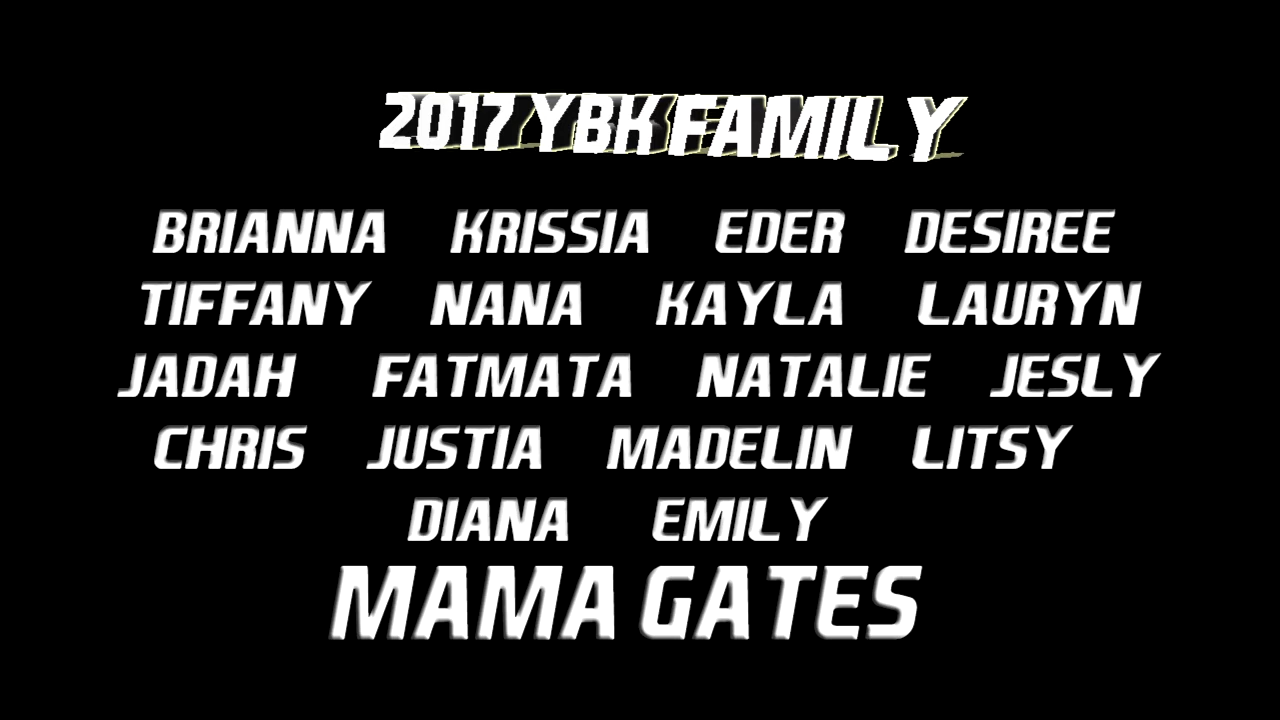 2017 YBK FAMILY
BRIANNA KRISSIA EDER DESIREE
TIFFANY NANA KAYLA LAURYN
JADAH FATMATA NATALIE JESLY
CHRIS JUSTIA MADELIN LITSY
DIANA EMILY
MAMA GATES